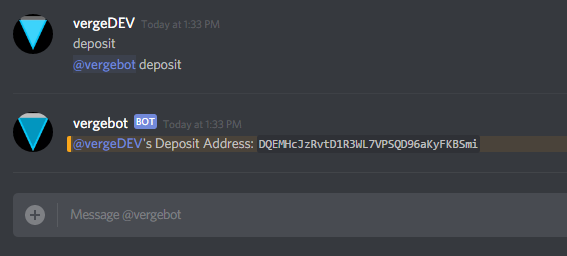 vergeDEV Today at 1:33 PM
deposit
@vergebot deposit
vergebot BOT Today at 1:33 PM
@vergeDEV's Deposit Address: DQEMHcJzRvtD1R3WL7VPSQD96aKyFKBSmi
Message @vergebot